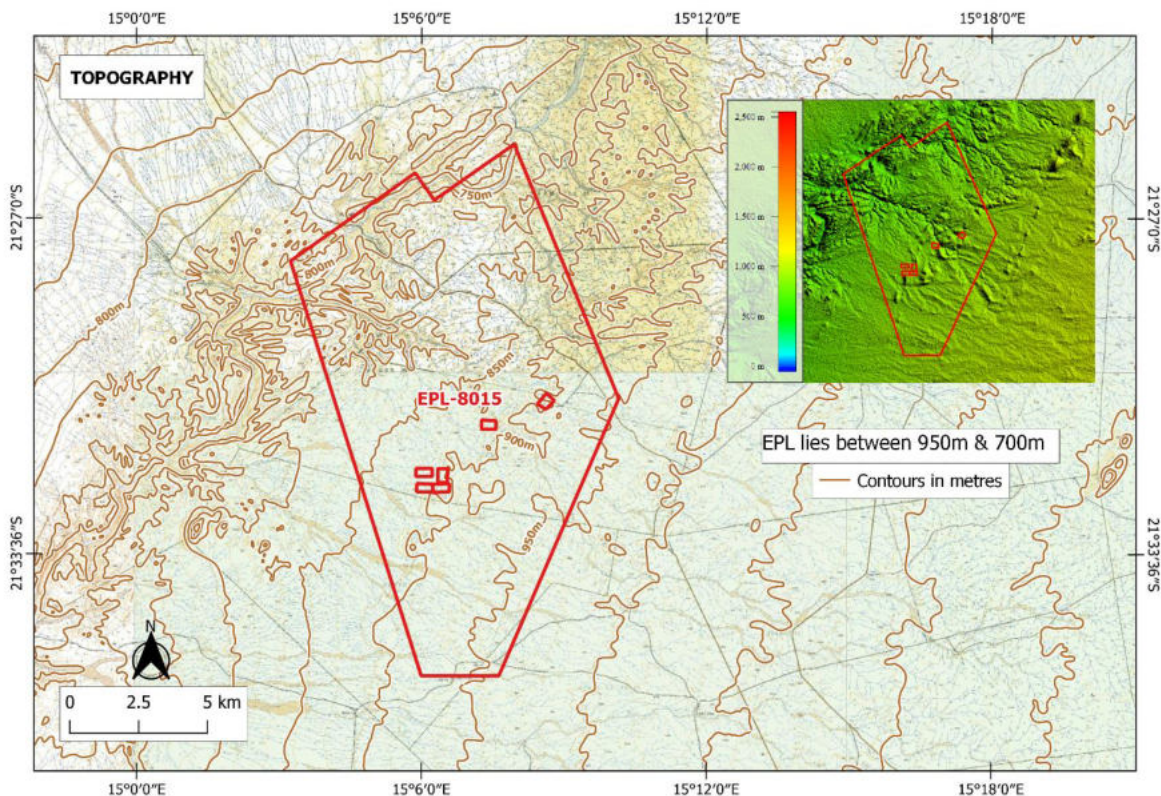 15°0′0″E 15°6′0″E 15°12′0″E 15°18′0″E
TOPOGRAPHY
2,500 m
2,000 m
1,500 m
1,000 m
500 m
0 m
21°27′0″S
21°27′0″S
750m
800m
800m
850m
EPL-8015
900m
EPL lies between 950m & 700m
Contours in metres
950m
21°33′36″S
21°33′36″S
N
0 2.5 5 km
15°0′0″E 15°6′0″E 15°12′0″E 15°18′0″E